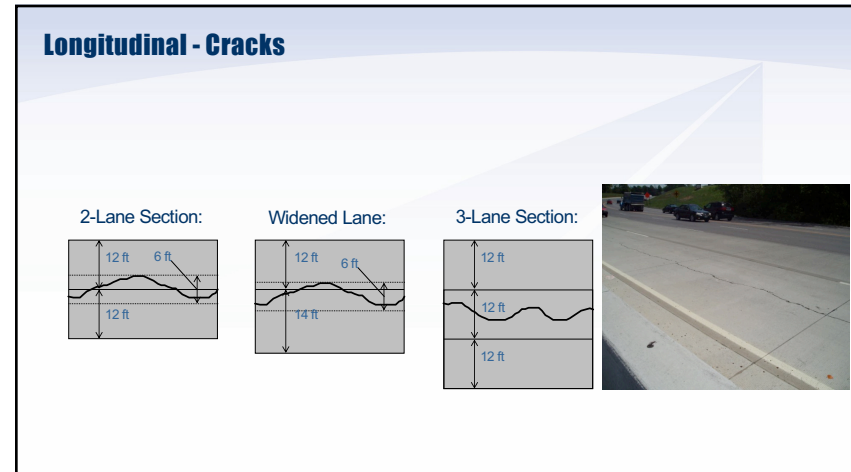 Longitudinal - Cracks
2-Lane Section:
12 ft 6 ft
12 ft
Widened Lane:
12 ft 6 ft
14 ft
3-Lane Section:
12 ft
12 ft
12 ft